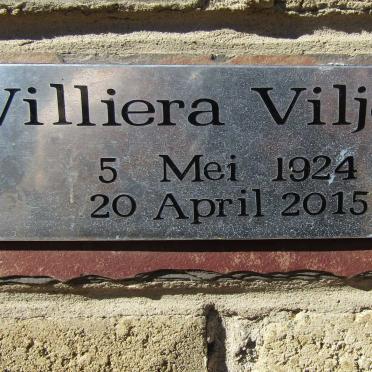 Villiera Vilj
5 Mei 1924
20 April 2015